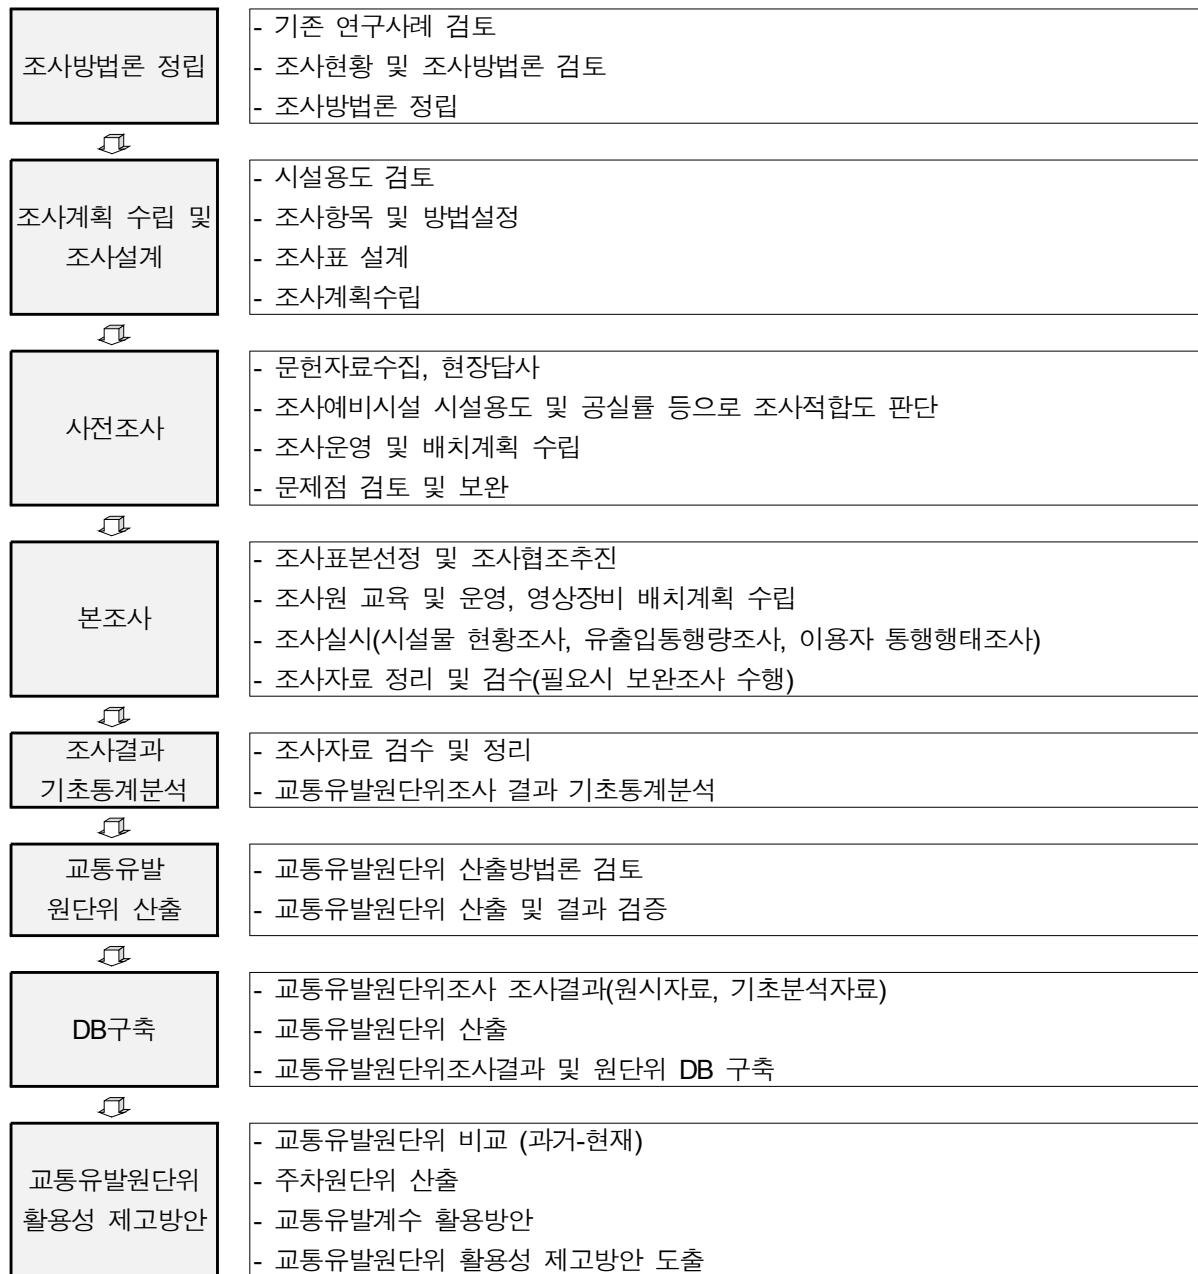 조사방법론 정립
- 기존 연구사례 검토
- 조사현황 및 조사방법론 검토
- 조사방법론 정립
조사계획 수립 및
조사설계
- 시설용도 검토
- 조사항목 및 방법설정
- 조사표 설계
- 조사계획수립
사전조사
- 문헌자료수집, 현장답사
- 조사예비시설 시설용도 및 공실률 등으로 조사적합도 판단
- 조사운영 및 배치계획 수립
- 문제점 검토 및 보완
본조사
- 조사표본선정 및 조사협조추진
- 조사원 교육 및 운영, 영상장비 배치계획 수립
- 조사실시(시설물 현황조사, 유출입통행량조사, 이용자 통행행태조사)
- 조사자료 정리 및 검수(필요시 보완조사 수행)
조사결과
기초통계분석
- 조사자료 검수 및 정리
- 교통유발원단위조사 결과 기초통계분석
교통유발
원단위 산출
- 교통유발원단위 산출방법론 검토
- 교통유발원단위 산출 및 결과 검증
DB구축
- 교통유발원단위조사 조사결과(원시자료, 기초분석자료)
- 교통유발원단위 산출
- 교통유발원단위조사결과 및 원단위 DB 구축
교통유발원단위
활용성 제고방안
- 교통유발원단위 비교 (과거-현재)
- 주차원단위 산출
- 교통유발계수 활용방안
- 교통유발원단위 활용성 제고방안 도출